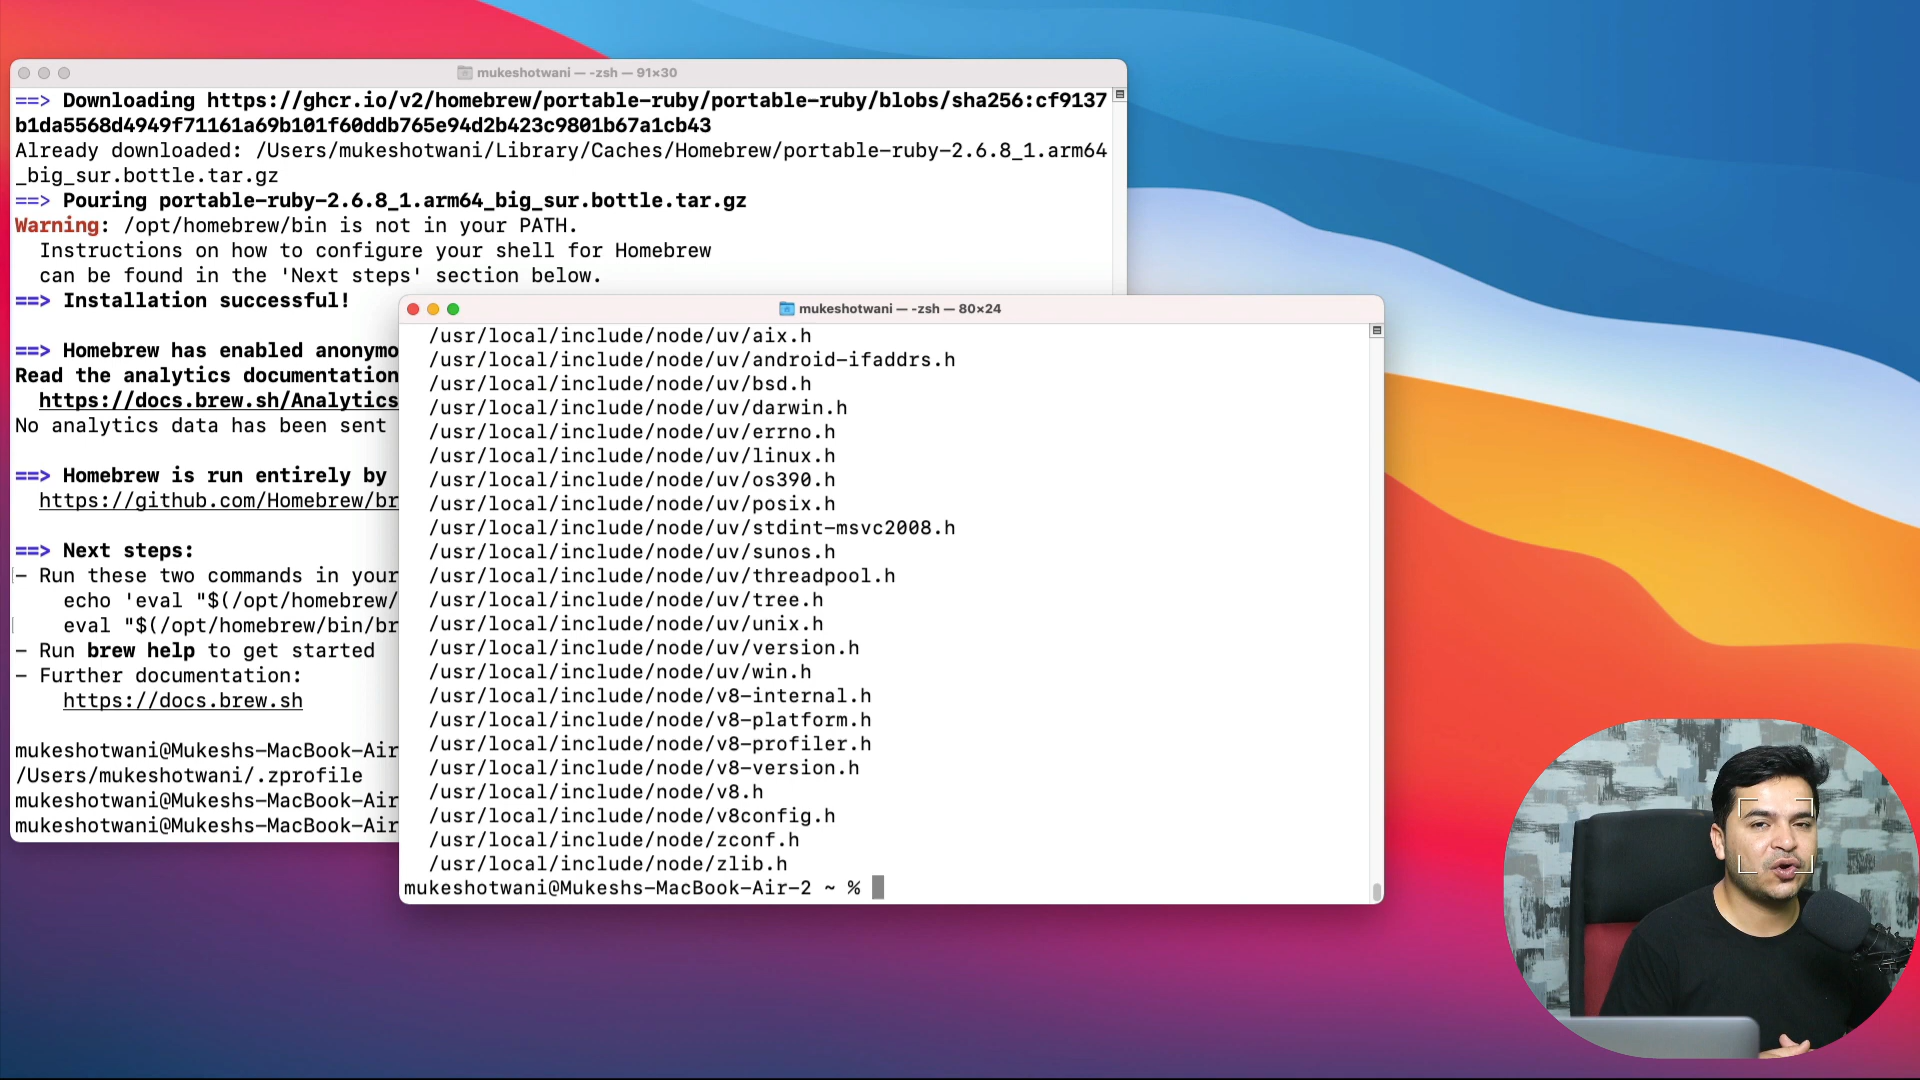 mukeshotwani — -zsh — 91×30
==> Downloading https://ghcr.io/v2/homebrew/portable-ruby/portable-ruby/blobs/sha256:cf9137
b1da5568d4949f71161a69b101f60ddb765e94d2b423c9801b67a1cb43
Already downloaded: /Users/mukeshotwani/Library/Caches/Homebrew/portable-ruby-2.6.8_1.arm64
_big_sur.bottle.tar.gz
==> Pouring portable-ruby-2.6.8_1.arm64_big_sur.bottle.tar.gz
Warning: /opt/homebrew/bin is not in your PATH.
Instructions on how to configure your shell for Homebrew
can be found in the 'Next steps' section below.
==> Installation successful!
==> Homebrew has enabled anonymo
Read the analytics documentation
https://docs.brew.sh/Analytics
No analytics data has been sent
==> Homebrew is run entirely by
https://github.com/Homebrew/br
==> Next steps:
- Run these two commands in your
echo 'eval "$(/opt/homebrew/
eval "$(/opt/homebrew/bin/br
- Run brew help to get started
- Further documentation:
https://docs.brew.sh
mukeshotwani@Mukeshs-MacBook-Air
/Users/mukeshotwani/.zprofile
mukeshotwani@Mukeshs-MacBook-Air
mukeshotwani@Mukeshs-MacBook-Air
mukeshotwani — -zsh — 80×24
/usr/local/include/node/uv/aix.h
/usr/local/include/node/uv/android-ifaddrs.h
/usr/local/include/node/uv/bsd.h
/usr/local/include/node/uv/darwin.h
/usr/local/include/node/uv/errno.h
/usr/local/include/node/uv/linux.h
/usr/local/include/node/uv/os390.h
/usr/local/include/node/uv/posix.h
/usr/local/include/node/uv/stdint-msvc2008.h
/usr/local/include/node/uv/sunos.h
/usr/local/include/node/uv/threadpool.h
/usr/local/include/node/uv/tree.h
/usr/local/include/node/uv/unix.h
/usr/local/include/node/uv/version.h
/usr/local/include/node/uv/win.h
/usr/local/include/node/v8-internal.h
/usr/local/include/node/v8-platform.h
/usr/local/include/node/v8-profiler.h
/usr/local/include/node/v8-version.h
/usr/local/include/node/v8.h
/usr/local/include/node/v8config.h
/usr/local/include/node/zconf.h
/usr/local/include/node/zlib.h
mukeshotwani@Mukeshs-MacBook-Air-2 ~ %